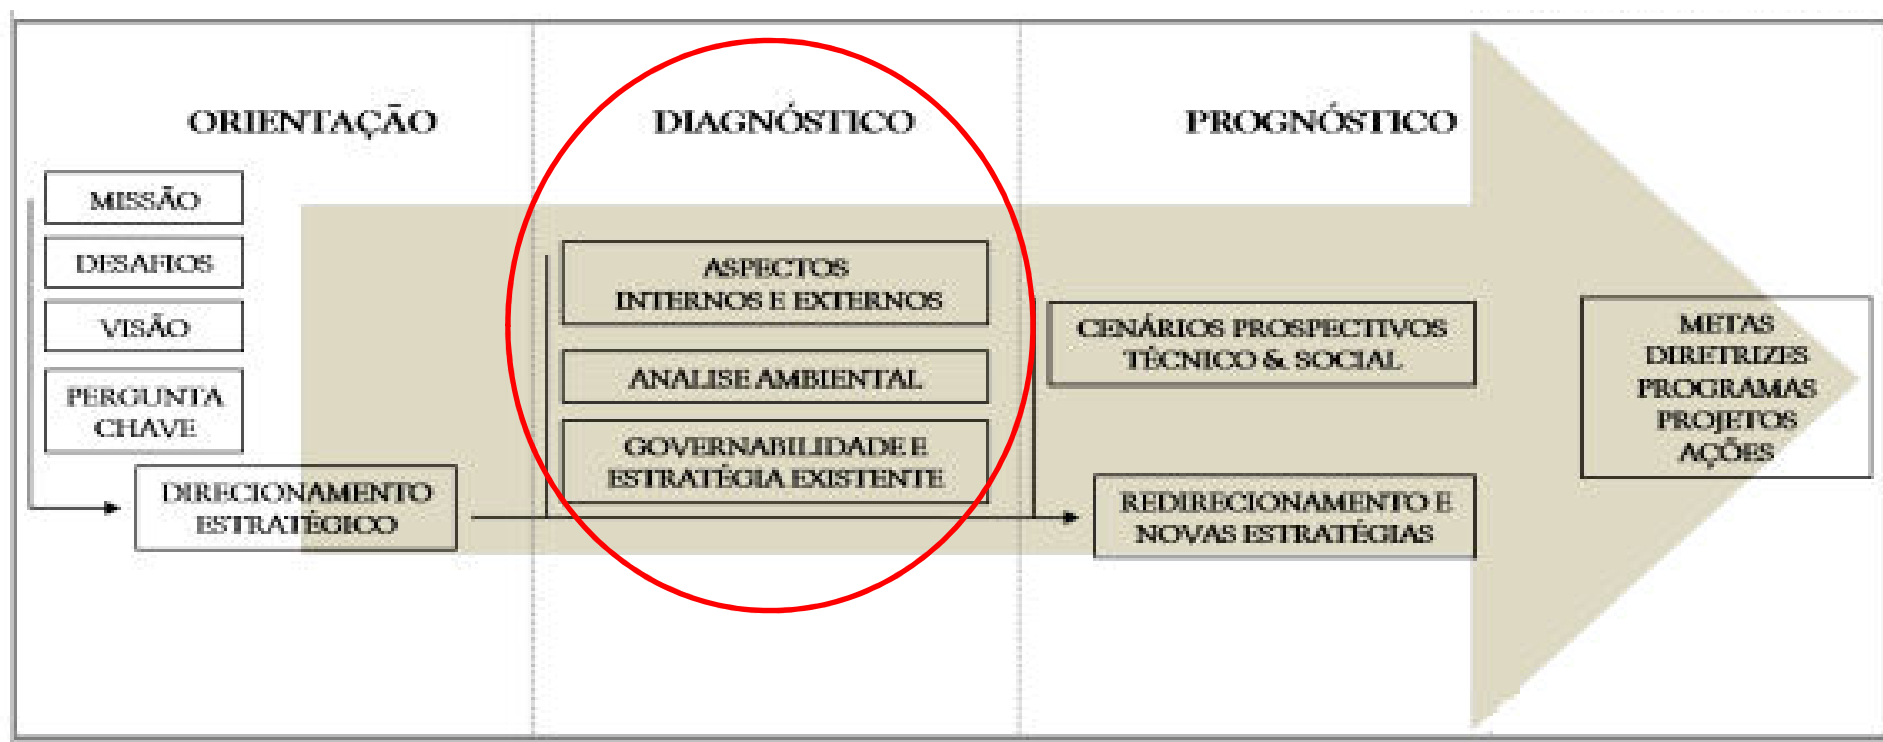 ORIENTAÇÃO
MISSÃO
DESAFIOS
VISÃO
PERGUNTA
CHAVE
DIRECIONAMENTO
ESTRATÉGICO
DIAGNÓSTICO
ASPECTOS
INTERNOS E EXTERNOS
ANALISE AMBIENTAL
GOVERNABILIDADE E
ESTRATÉGIA EXISTENTE
PROGNÓSTICO
CENÁRIOS PROSPECTIVOS
TÉCNICO & SOCIAL
REDIRECIONAMENTO E
NOVAS ESTRATÉGIAS
METAS
DIRETRIZES
PROGRAMAS
PROJETOS
AÇÕES